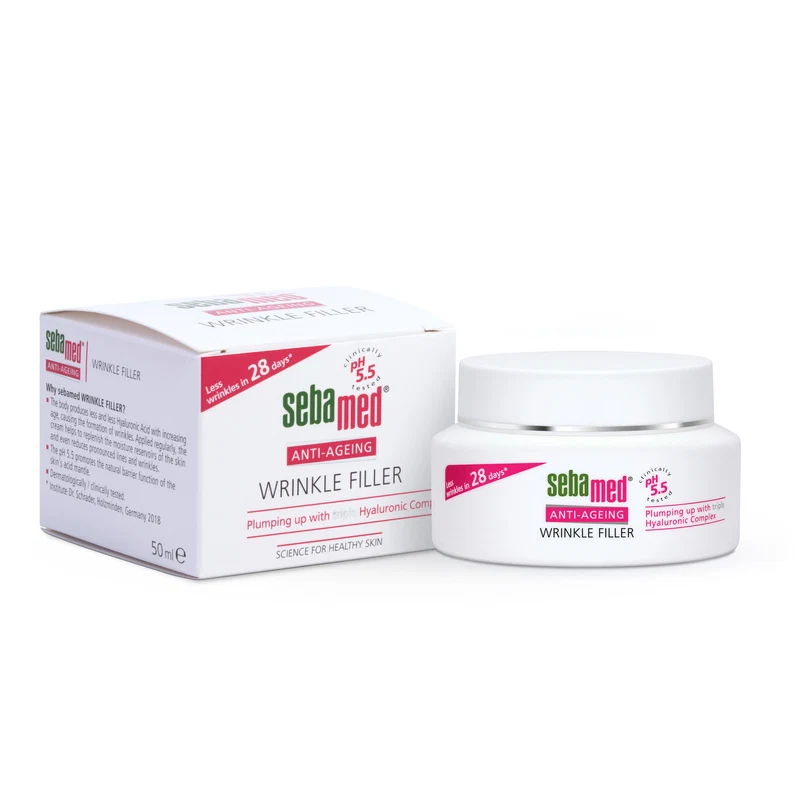 sebamed®
ANTI-AGEING
WRINKLE FILLER
sebamed®
ANTI-AGEING
WRINKLE FILLER
Why sebamed WRINKLE FILLER?
• The body produces less and less Hyaluronic Acid with increasing
age, causing the formation of wrinkles. Applied regularly, the
cream helps to replenish the moisture reservoirs of the skin
and even reduces pronounced lines and wrinkles.
• The pH 5.5 promotes the natural barrier function of the
skin's acid mantle.
• Dermatologically / clinically tested.
* Institute Dr. Schrader, Holzminden, Germany 2018
50 ml ℮
Less
wrinkles in 28 days*
clinically
pH
5.5
tested
sebamed®
ANTI-AGEING
WRINKLE FILLER
Plumping up with triple Hyaluronic Comp
SCIENCE FOR HEALTHY SKIN
Less
wrinkles in 28 days*
sebamed®
ANTI-AGEING
WRINKLE FILLER
clinically
pH
5.5
tested
Plumping up with triple
Hyaluronic Complex